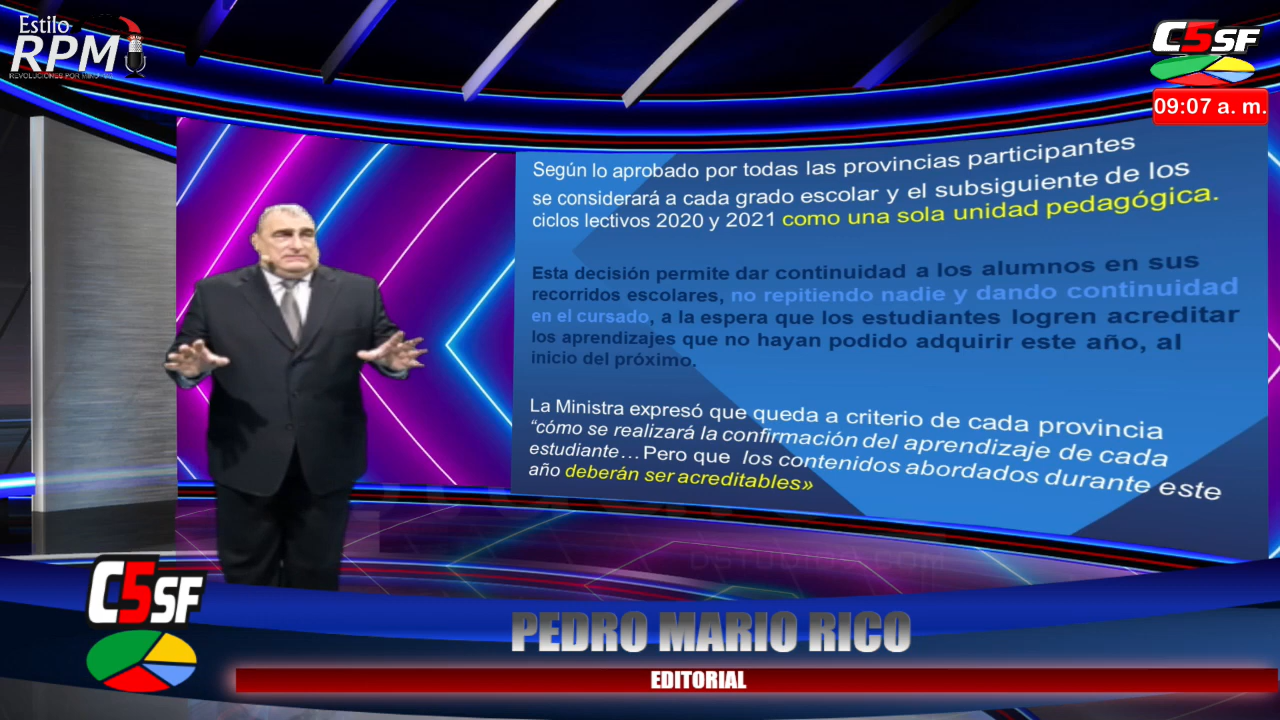 Estilo
RPM
REVOLUCIONES POR MINUTO
C5SF
09:07 a. m.
Según lo aprobado por todas las provincias participantes
se considerará a cada grado escolar y el subsiguiente de los
ciclos lectivos 2020 y 2021 como una sola unidad pedagógica.
Esta decisión permite dar continuidad a los alumnos en sus
recorridos escolares, no repitiendo nadie y dando continuidad
en el cursado, a la espera que los estudiantes logren acreditar
los aprendizajes que no hayan podido adquirir este año, al
inicio del próximo.
La Ministra expresó que queda a criterio de cada provincia
“cómo se realizará la confirmación del aprendizaje de cada
estudiante… Pero que los contenidos abordados durante este
año deberán ser acreditables»
C5SF
PEDRO MARIO RICO
EDITORIAL